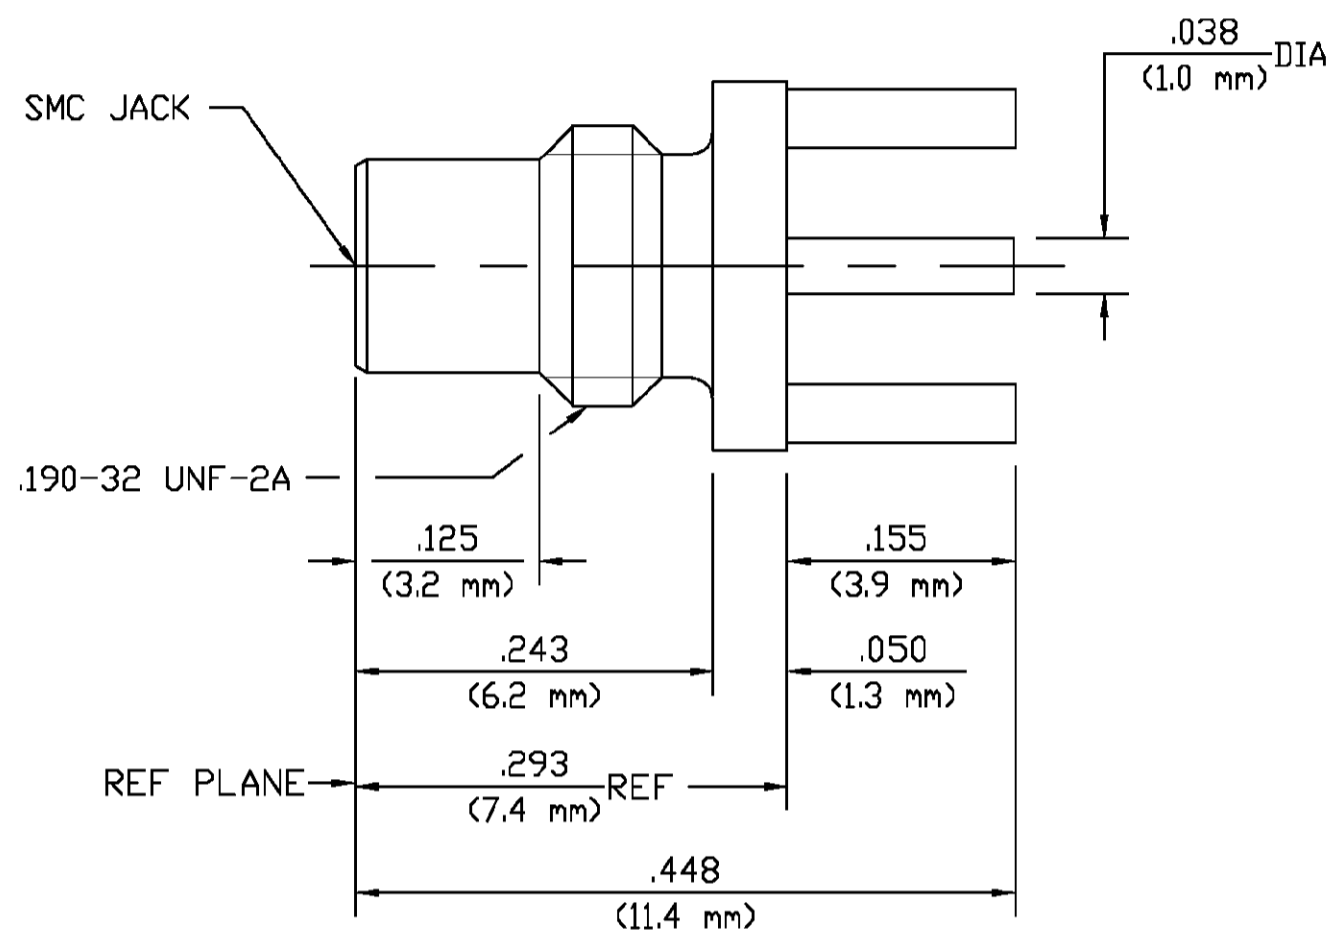 .038
DIA
(1.0 mm)
SMC JACK
.190-32 UNF-2A
.125
(3.2 mm)
.155
(3.9 mm)
.243
(6.2 mm)
.050
(1.3 mm)
REF PLANE
.293
REF
(7.4 mm)
.448
(11.4 mm)